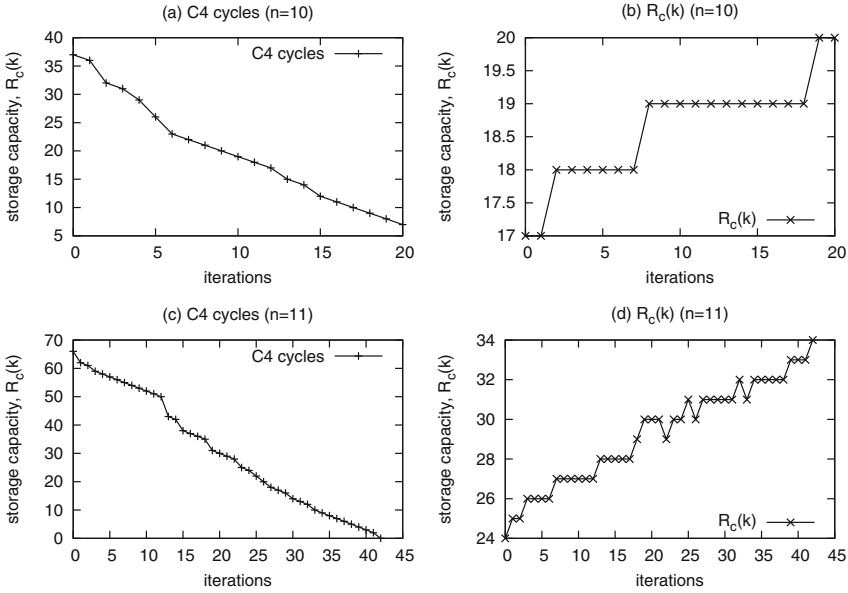 (a) C4 cycles (n=10)
storage capacity, R_c(k)
40
35
30
25
20
15
10
5
C4 cycles
0 5 10 15 20
iterations
(b) R_c(k) (n=10)
storage capacity, R_c(k)
20
19.5
19
18.5
18
17.5
17
R_c(k)
0 5 10 15 20
iterations
(c) C4 cycles (n=11)
storage capacity, R_c(k)
70
60
50
40
30
20
10
0
C4 cycles
0 5 10 15 20 25 30 35 40 45
iterations
(d) R_c(k) (n=11)
storage capacity, R_c(k)
34
32
30
28
26
24
R_c(k)
0 5 10 15 20 25 30 35 40 45
iterations